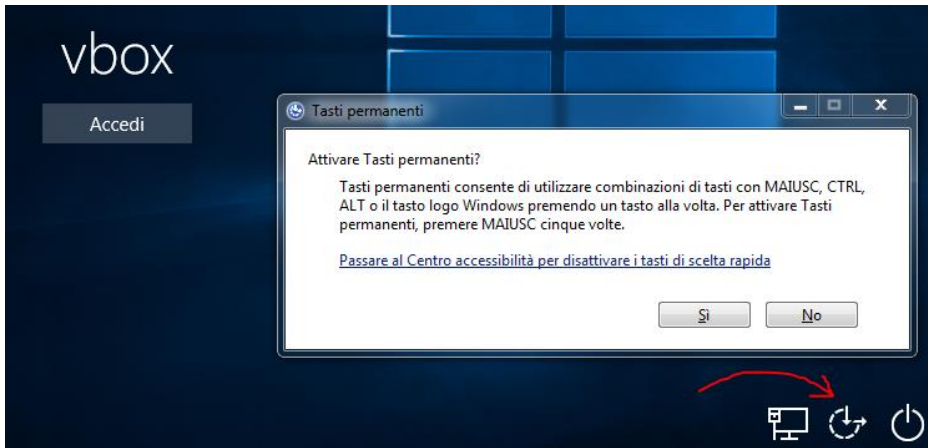 vbox
Accedi
Tasti permanenti
Attivare Tasti permanenti?
Tasti permanenti consente di utilizzare combinazioni di tasti con MAIUSC, CTRL,
ALT o il tasto logo Windows premendo un tasto alla volta. Per attivare Tasti
permanenti, premere MAIUSC cinque volte.
Passare al Centro accessibilità per disattivare i tasti di scelta rapida
Sì
No